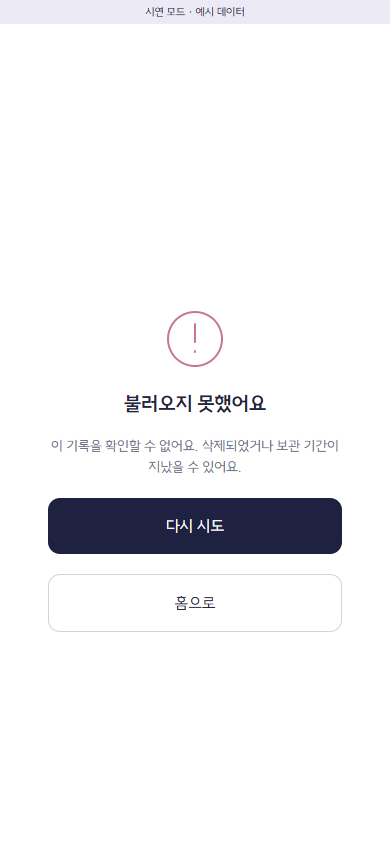 시연 모드 · 예시 데이터
불러오지 못했어요
이 기록을 확인할 수 없어요. 삭제되었거나 보관 기간이
지났을 수 있어요.
다시 시도
홈으로